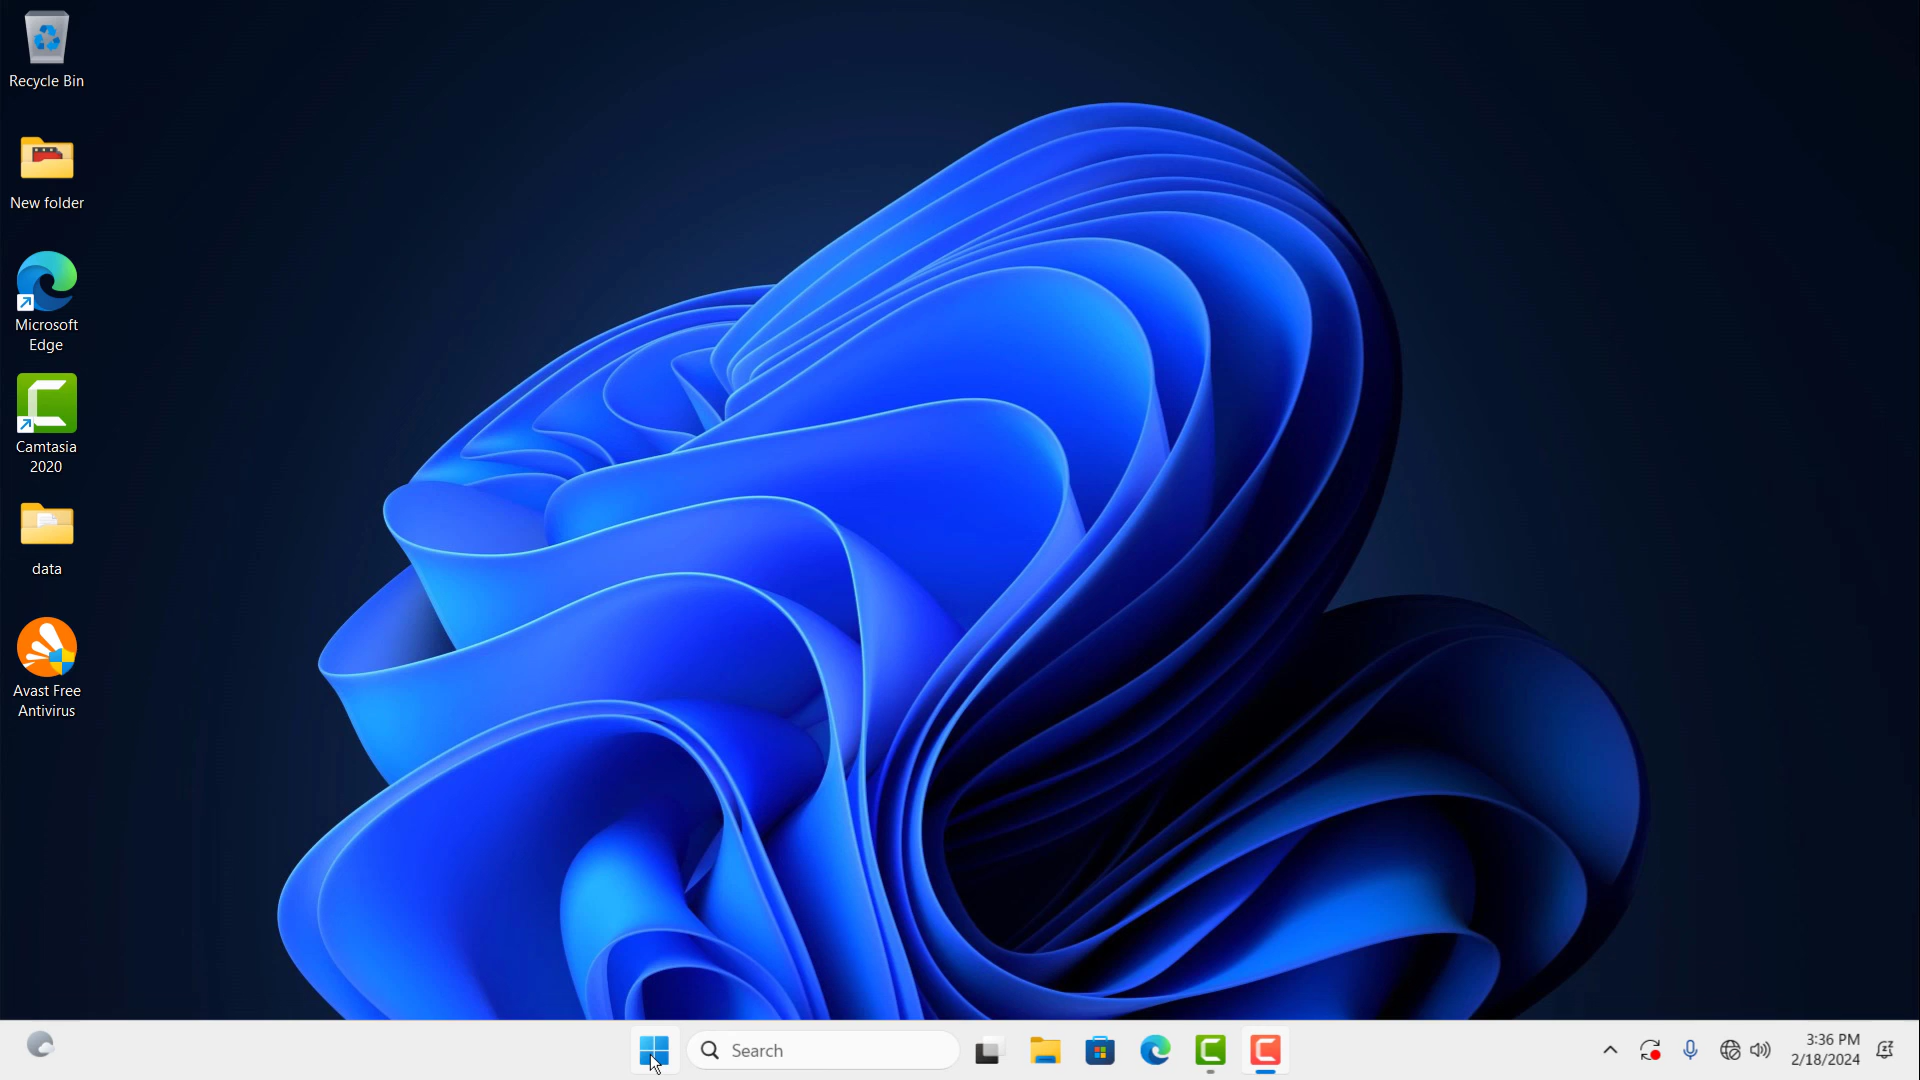 Recycle Bin
New folder
Microsoft
Edge
Camtasia
2020
data
Avast Free
Antivirus
Search
3:36 PM
2/18/2024